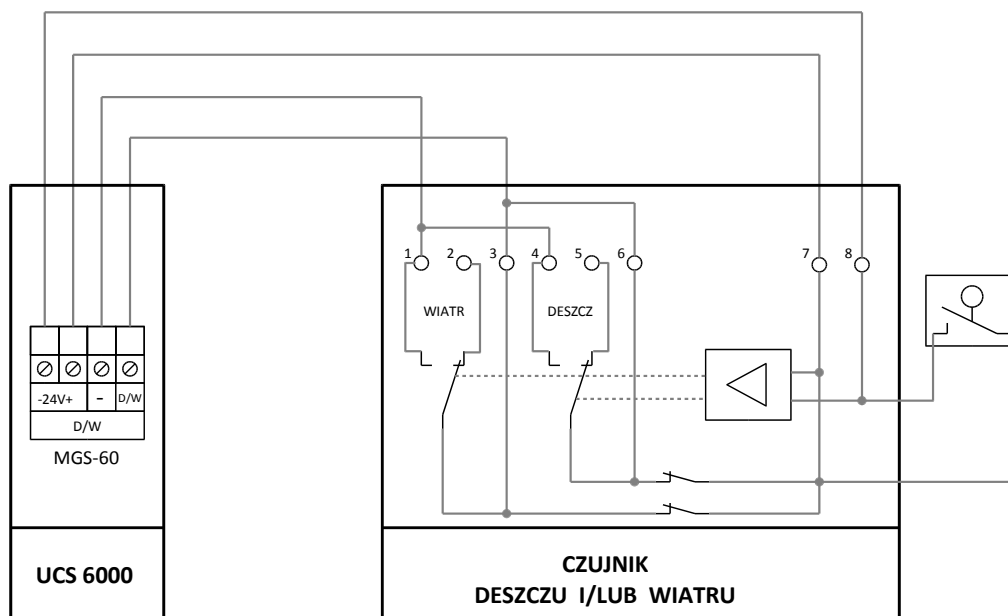 1 2 3 4 5 6 7 8
WIATR DESZCZ
-24V+ - D/W
D/W
MGS-60
UCS 6000
CZUJNIK
DESZCZU I/LUB WIATRU